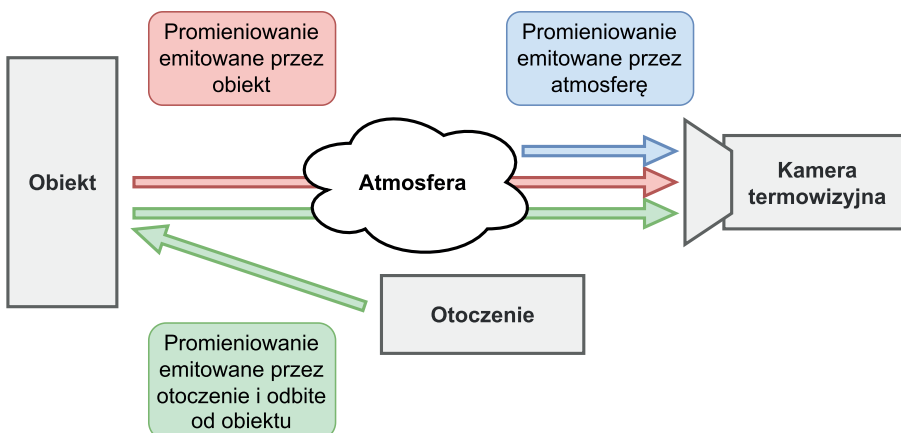 Promieniowanie
emitowane przez
obiekt
Promieniowanie
emitowane przez
atmosferę
Obiekt
Atmosfera
Kamera
termowizyjna
Otoczenie
Promieniowanie
emitowane przez
otoczenie i odbite
od obiektu